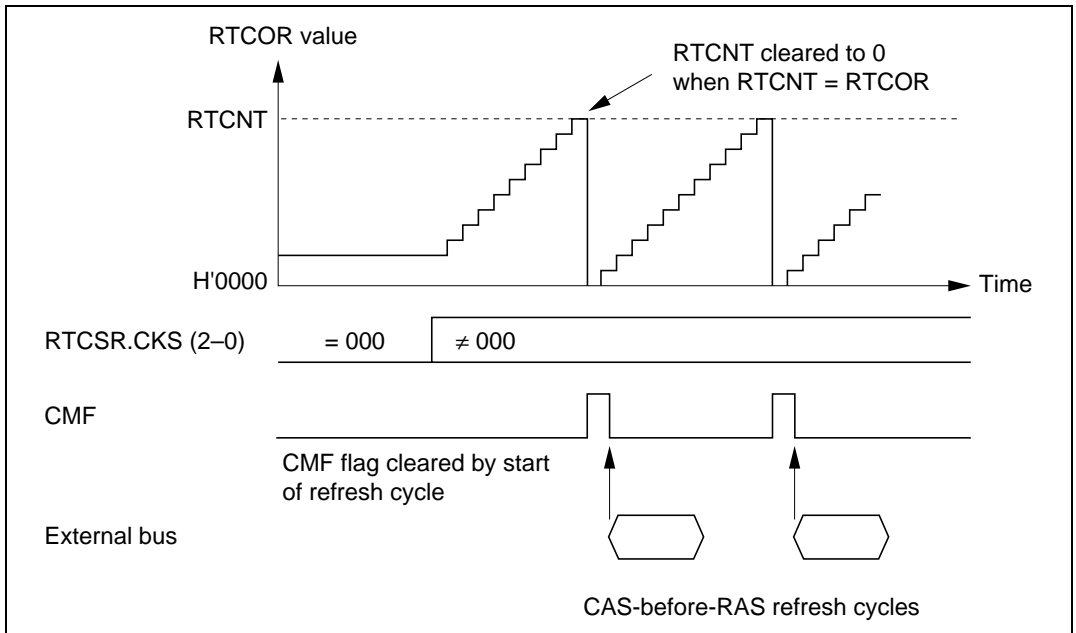 RTCOR value
RTCNT cleared to 0
when RTCNT = RTCOR
RTCNT
H'0000
Time
RTCSR.CKS (2–0)
= 000
≠ 000
CMF
CMF flag cleared by start
of refresh cycle
External bus
CAS-before-RAS refresh cycles